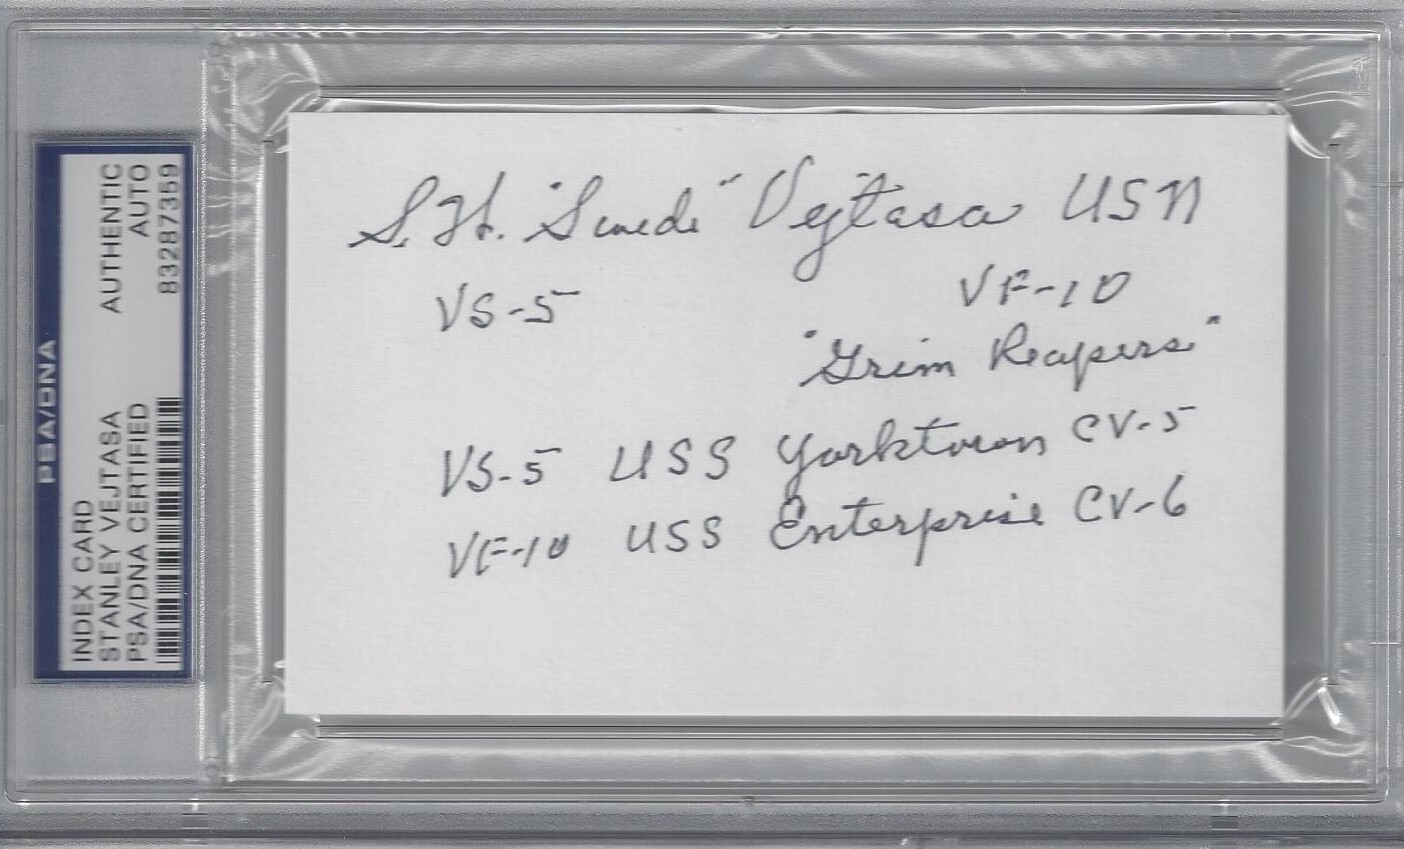 PSA/DNA
INDEX CARD
STANLEY VEJTASA
PSA/DNA CERTIFIED
AUTHENTIC
AUTO
83287359
S. W. "Swede" Vejtasa USN
VS-5 VF-10
"Grim Reapers"
VS-5 USS Yorktown CV-5
VF-10 USS Enterprise CV-6